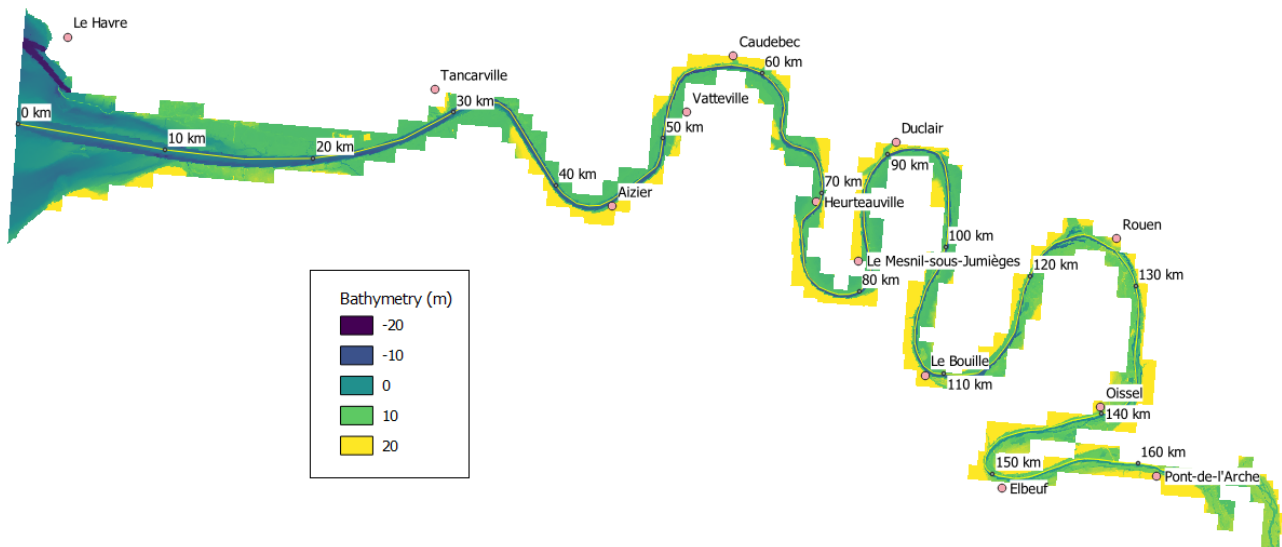 Le Havre
Caudebec
60 km
Tancarville
30 km
Vatteville
0 km
50 km
Duclair
10 km
20 km
90 km
40 km
70 km
Aizier
Heurteauville
100 km
Rouen
Le Mesnil-sous-Jumièges
120 km
80 km
130 km
Bathymetry (m)
-20
-10
0
10
20
Le Bouille
110 km
Oissel
140 km
160 km
150 km
Pont-de-l'Arche
Elbeuf